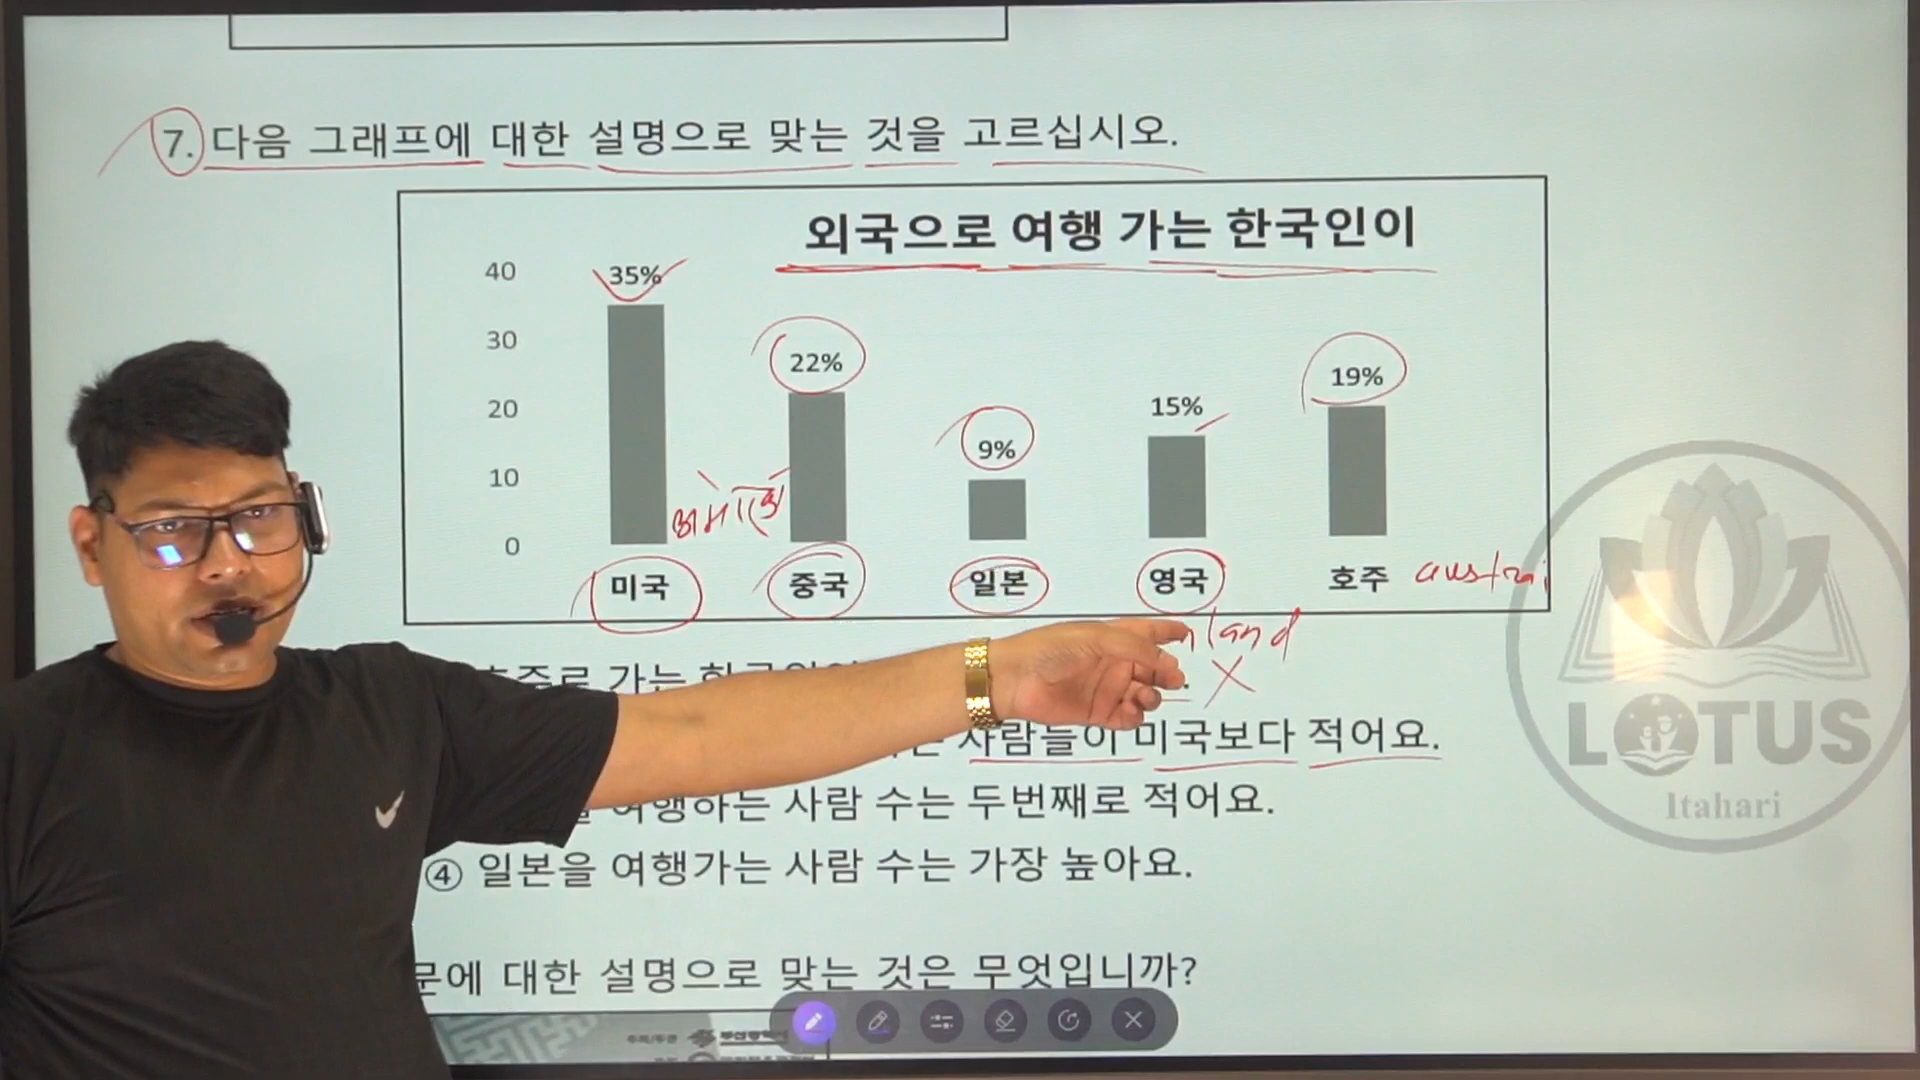 7. 다음 그래프에 대한 설명으로 맞는 것을 고르십시오.
외국으로 여행 가는 한국인이
40
30
20
10
0
35%
22%
9%
15%
19%
미국
중국
일본
영국
호주
가는
사람들이 미국보다 적어요.
여행하는 사람 수는 두번째로 적어요.
④ 일본을 여행가는 사람 수는 가장 높아요.
대한 설명으로 맞는 것은 무엇입니까?
LOTUS
Itahari